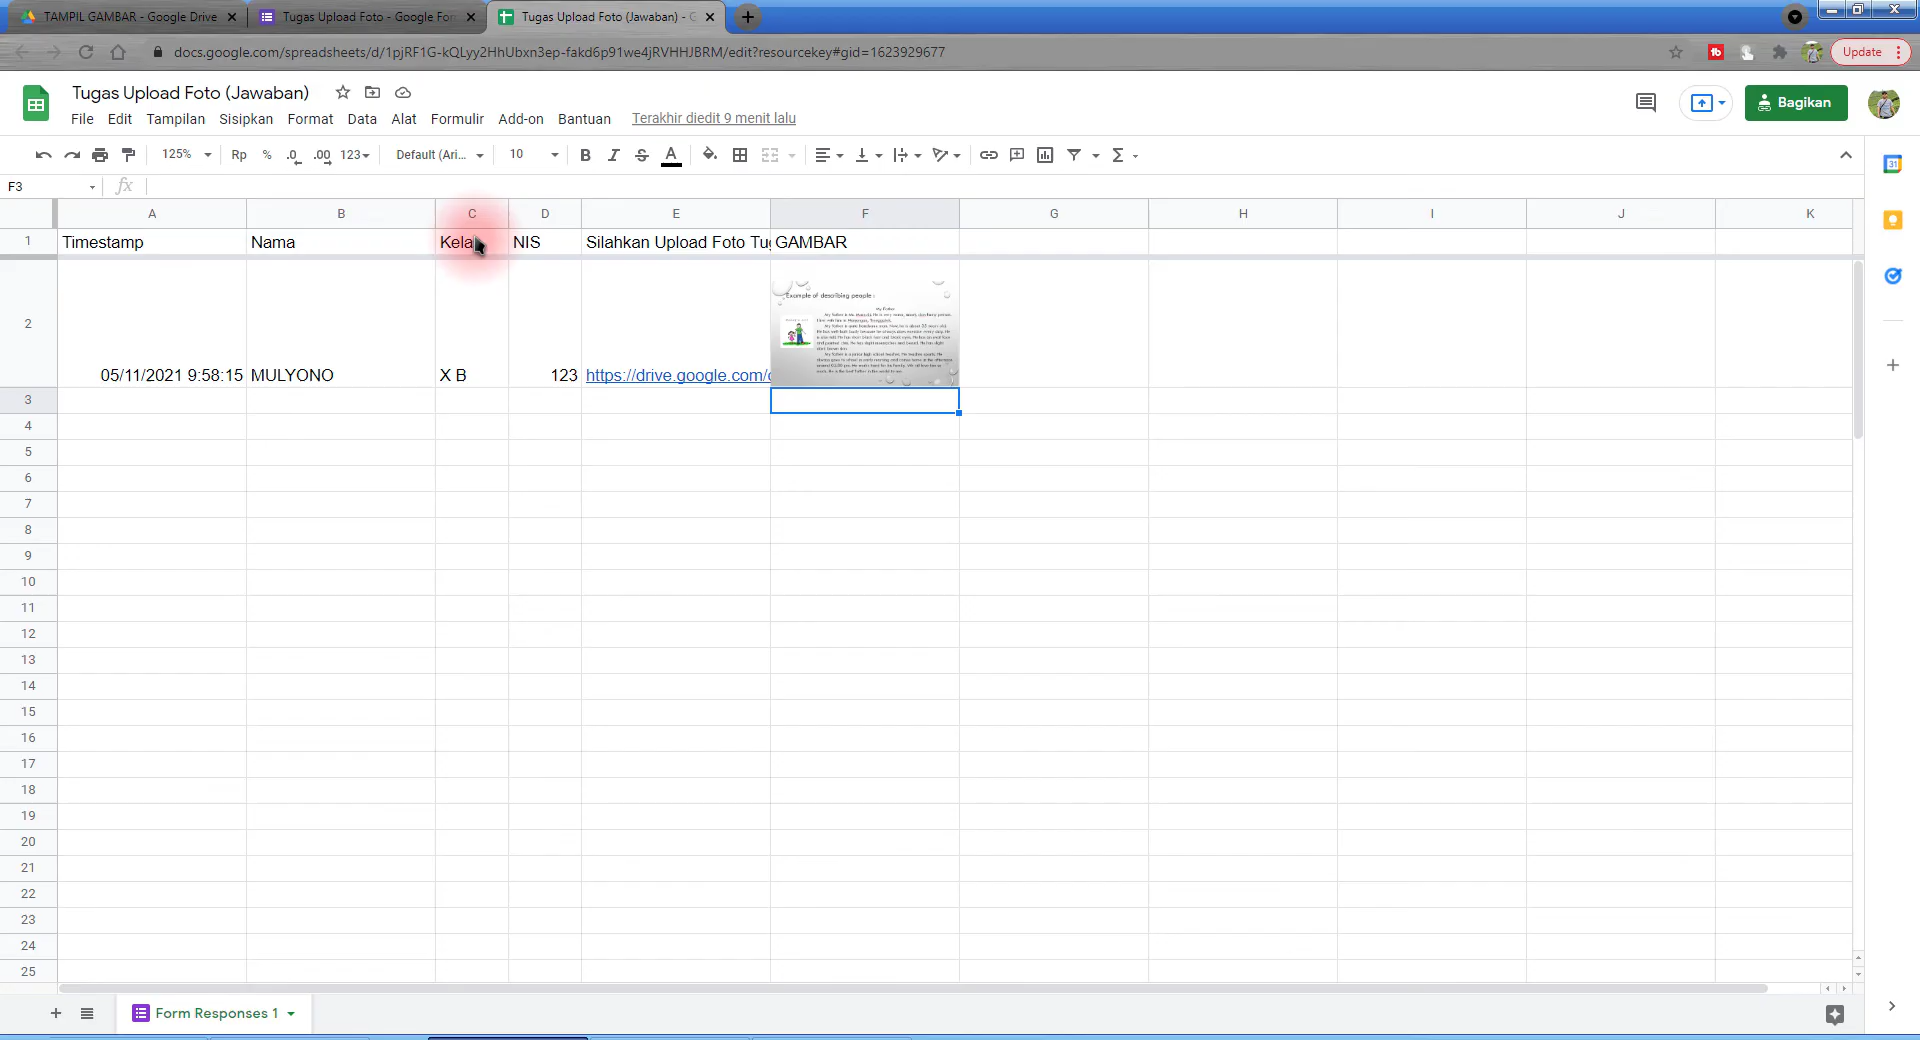 TAMPIL GAMBAR - Google Drive
Tugas Upload Foto - Google For
Tugas Upload Foto (Jawaban) - G
docs.google.com/spreadsheets/d/1pjRF1G-kQLyy2HhUbxn3ep-fakd6p91we4jRVHHJBRM/edit?resourcekey#gid=1623929677
Update
Tugas Upload Foto (Jawaban)
Bagikan
File Edit Tampilan Sisipkan Format Data Alat Formulir Add-on Bantuan Terakhir diedit 9 menit lalu
125% Rp % .0 .00 123 Default (Ari... 10 B I S A Σ
31
F3 fx
A B C D E F G H I J K
1 Timestamp Nama Kela NIS Silahkan Upload Foto Tu GAMBAR
Example of describing people :
My Father
2
05/11/2021 9:58:15 MULYONO X B 123 https://drive.google.com/
3
4
5
6
7
8
9
10
11
12
13
14
15
16
17
18
19
20
21
22
23
24
25
Form Responses 1